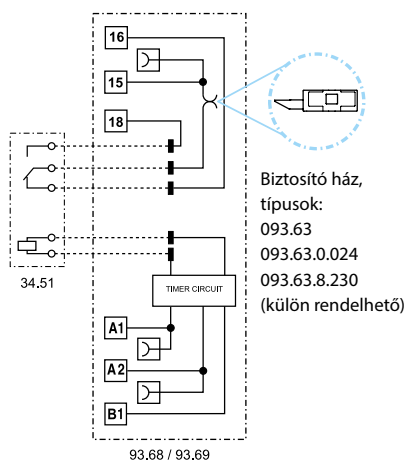 16
15
18
34.51
TIMER CIRCUIT
A1
A2
B1
93.68 / 93.69
Biztosító ház,
típusok:
093.63
093.63.0.024
093.63.8.230
(külön rendelhető)